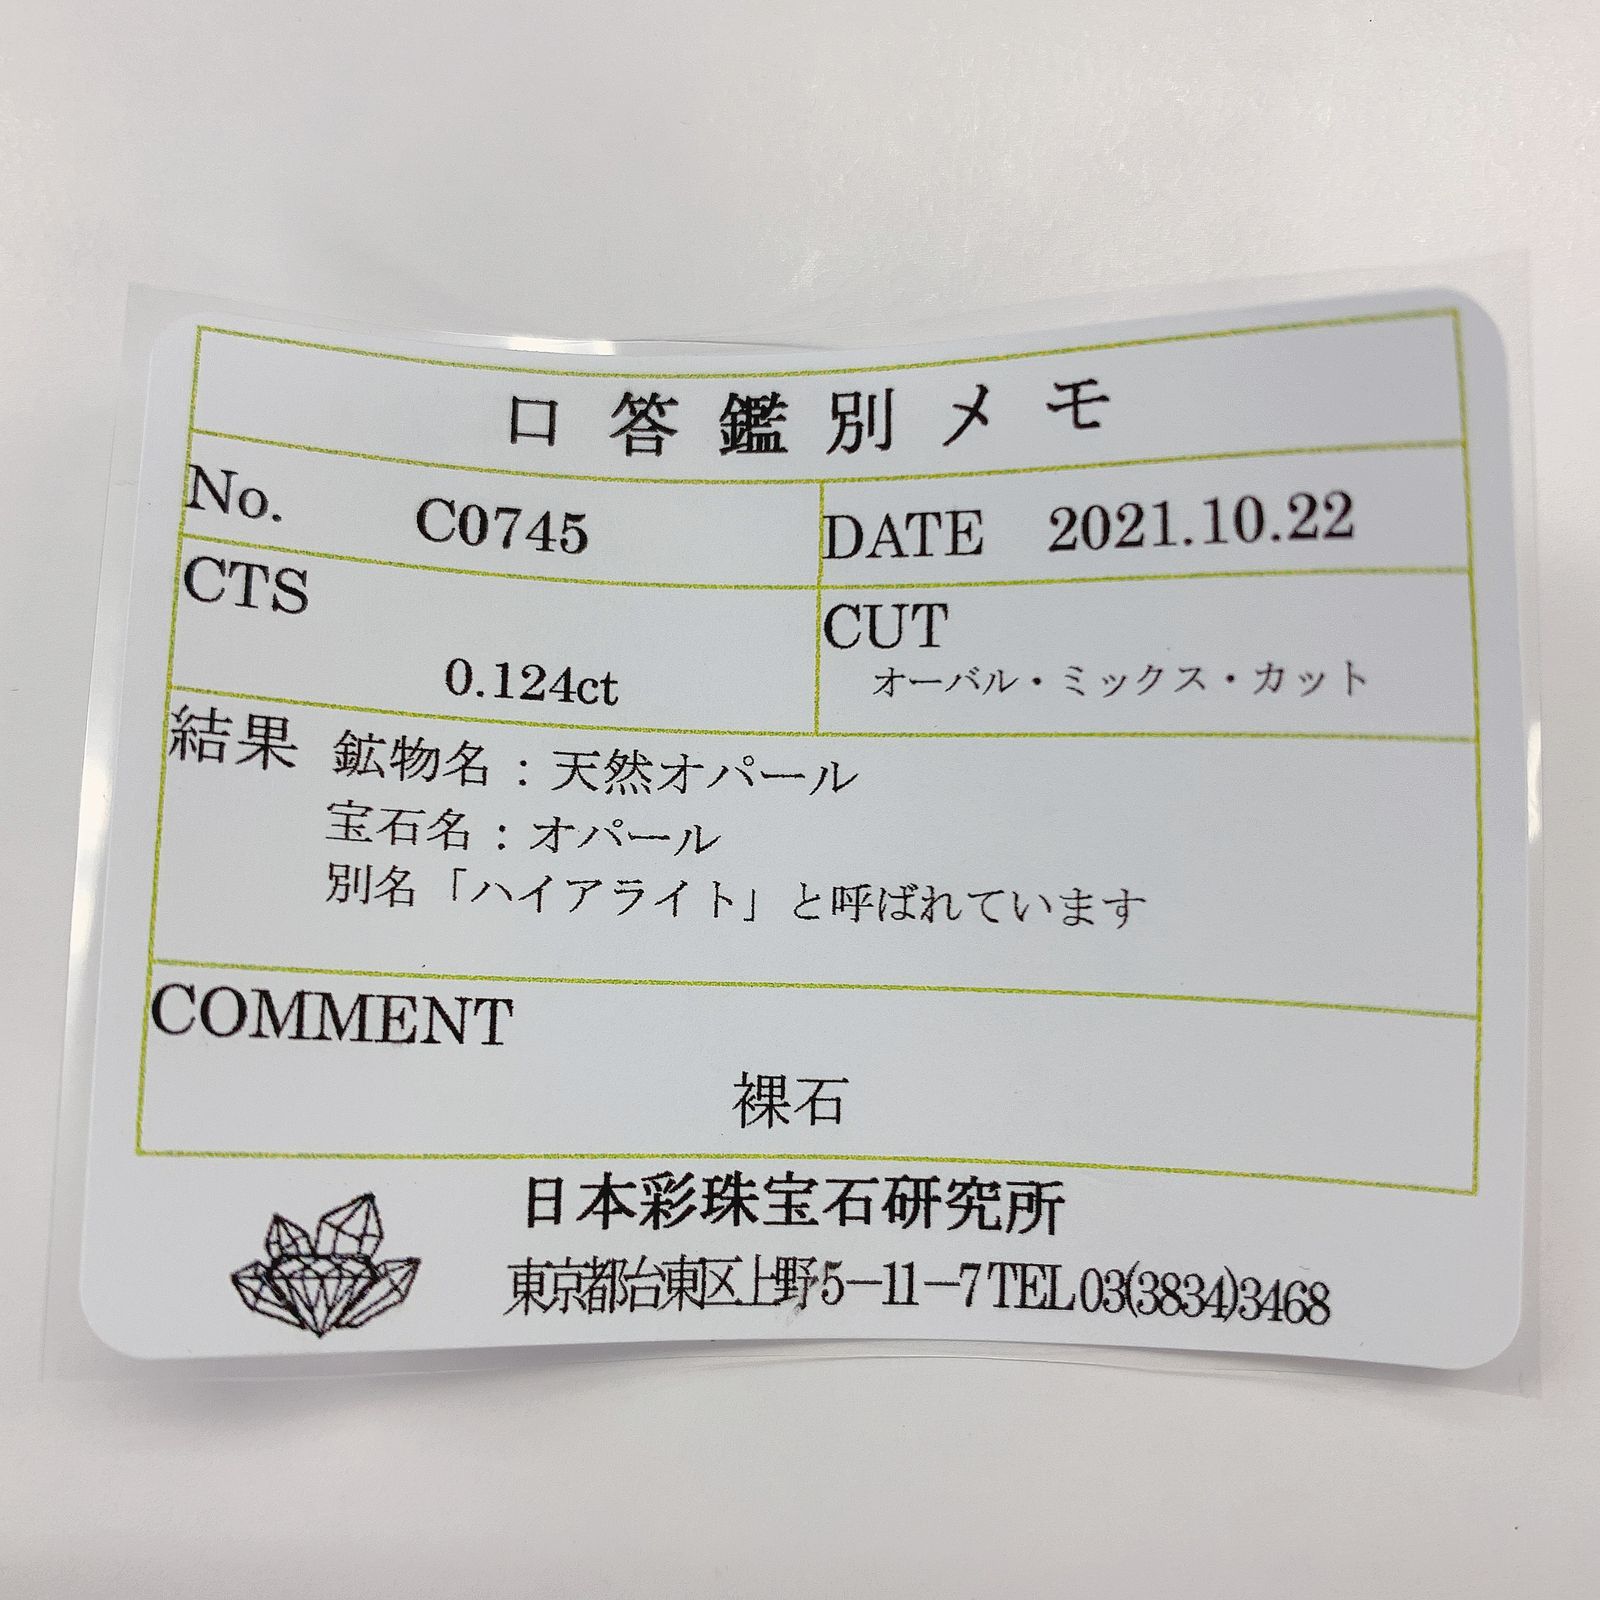 口答鑑別メモ
No. C0745
DATE 2021.10.22
CTS
0.124ct
CUT
オーバル・ミックス・カット
結果 鉱物名：天然オパール
宝石名：オパール
別名「ハイアライト」と呼ばれています
COMMENT
裸石
日本彩珠宝石研究所
東京都台東区上野5－11－7 TEL 03(3834)3468